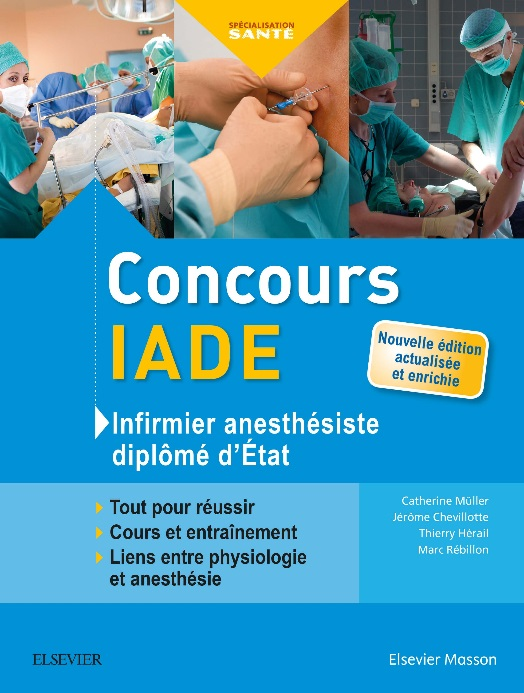 SPÉCIALISATION
SANTÉ
Concours
IADE
Nouvelle édition
actualisée
et enrichie
Infirmier anesthésiste
diplômé d'État
Tout pour réussir
Cours et entraînement
Liens entre physiologie
et anesthésie
Catherine Müller
Jérôme Chevillotte
Thierry Hérail
Marc Rébillon
ELSEVIER
Elsevier Masson